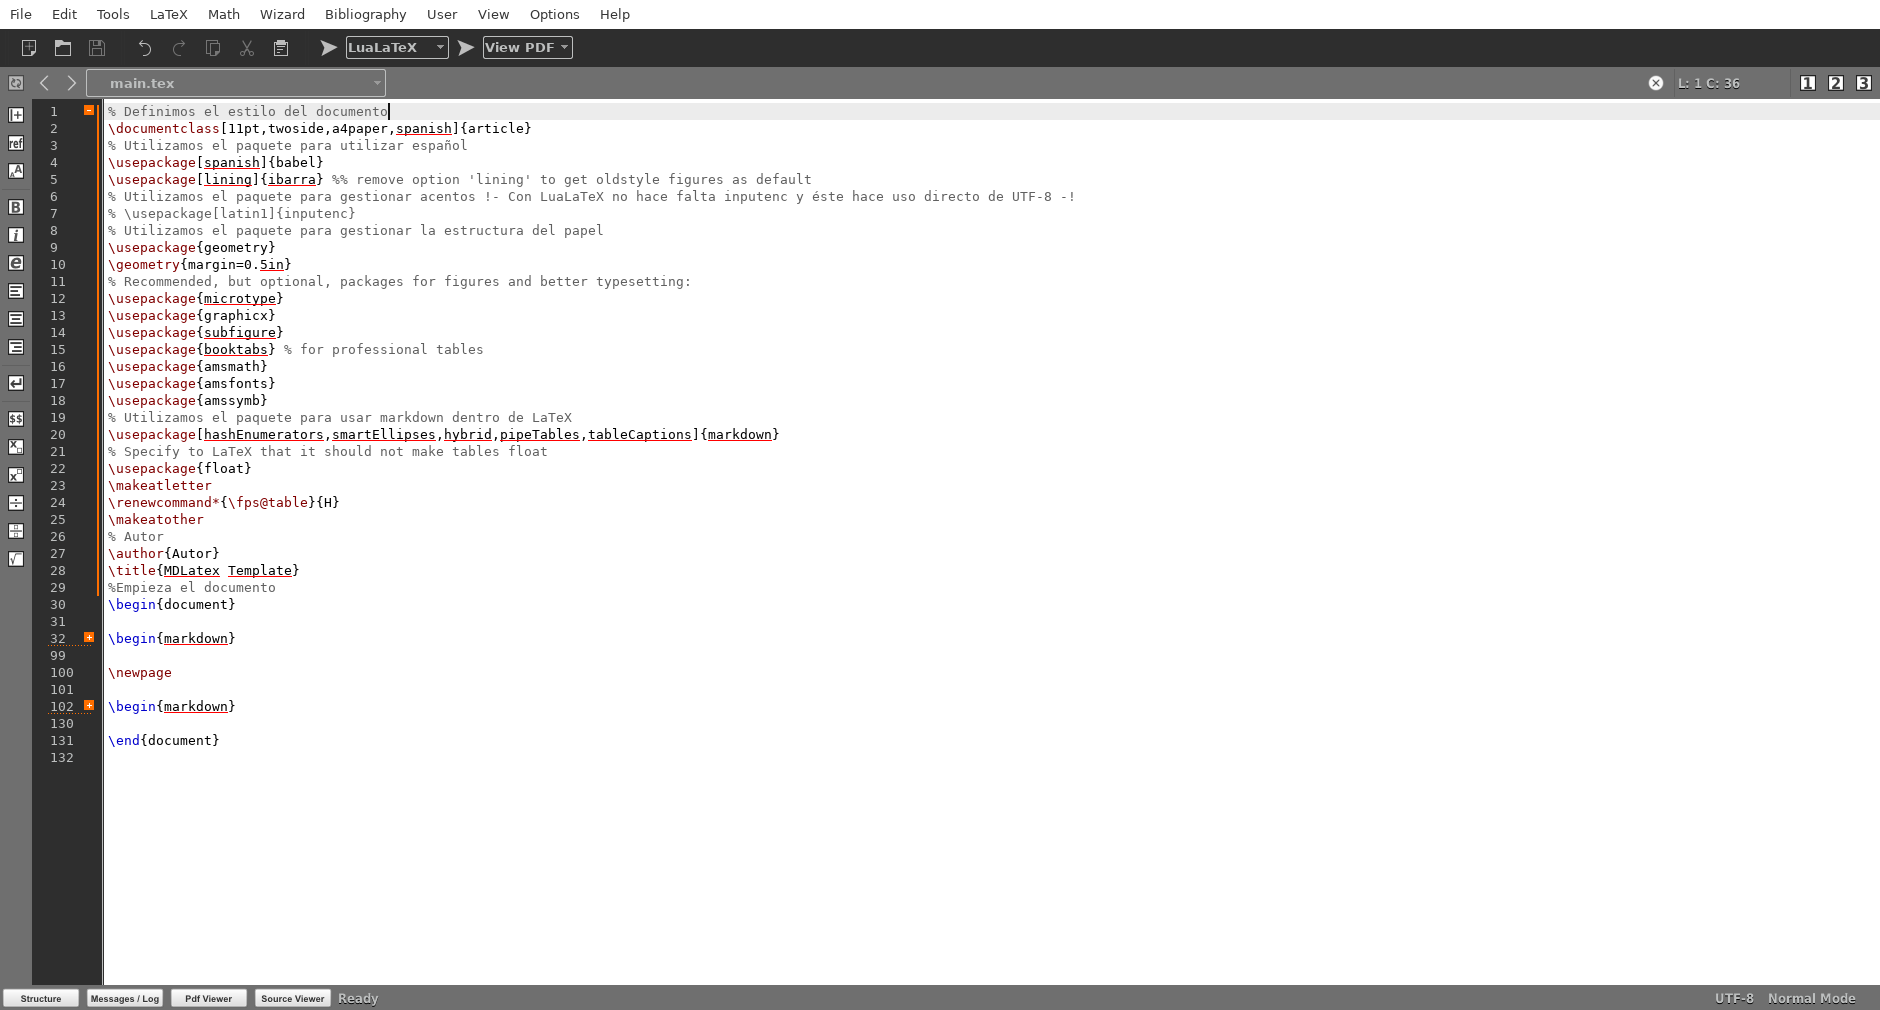 File Edit Tools LaTeX Math Wizard Bibliography User View Options Help
LuaLaTeX View PDF
main.tex L: 1 C: 36 1 2 3
1 % Definimos el estilo del documento
2 \documentclass[11pt,twoside,a4paper,spanish]{article}
3 % Utilizamos el paquete para utilizar español
4 \usepackage[spanish]{babel}
5 \usepackage[lining]{ibarra} %% remove option 'lining' to get oldstyle figures as default
6 % Utilizamos el paquete para gestionar acentos !- Con LuaLaTeX no hace falta inputenc y éste hace uso directo de UTF-8 -!
7 % \usepackage[latin1]{inputenc}
8 % Utilizamos el paquete para gestionar la estructura del papel
9 \usepackage{geometry}
10 \geometry{margin=0.5in}
11 % Recommended, but optional, packages for figures and better typesetting:
12 \usepackage{microtype}
13 \usepackage{graphicx}
14 \usepackage{subfigure}
15 \usepackage{booktabs} % for professional tables
16 \usepackage{amsmath}
17 \usepackage{amsfonts}
18 \usepackage{amssymb}
19 % Utilizamos el paquete para usar markdown dentro de LaTeX
20 \usepackage[hashEnumerators,smartEllipses,hybrid,pipeTables,tableCaptions]{markdown}
21 % Specify to LaTeX that it should not make tables float
22 \usepackage{float}
23 \makeatletter
24 \renewcommand*{\fps@table}{H}
25 \makeatother
26 % Autor
27 \author{Autor}
28 \title{MDLatex Template}
29 %Empieza el documento
30 \begin{document}
31
32 \begin{markdown}
99
100 \newpage
101
102 \begin{markdown}
130
131 \end{document}
132
ref
A A
B
i
e
$$
Structure Messages / Log Pdf Viewer Source Viewer Ready UTF-8 Normal Mode